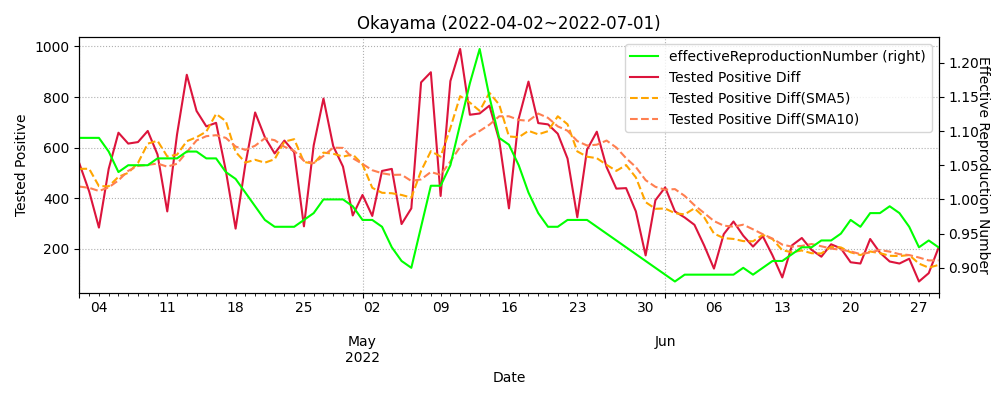 Okayama (2022-04-02~2022-07-01)
effectiveReproductionNumber (right)
Tested Positive Diff
Tested Positive Diff(SMA5)
Tested Positive Diff(SMA10)
Tested Positive
1000
800
600
400
200
Effective Reproduction Number
1.20
1.15
1.10
1.05
1.00
0.95
0.90
04 11 18 25 02 09 16 23 30 06 13 20 27
May Jun
2022
Date